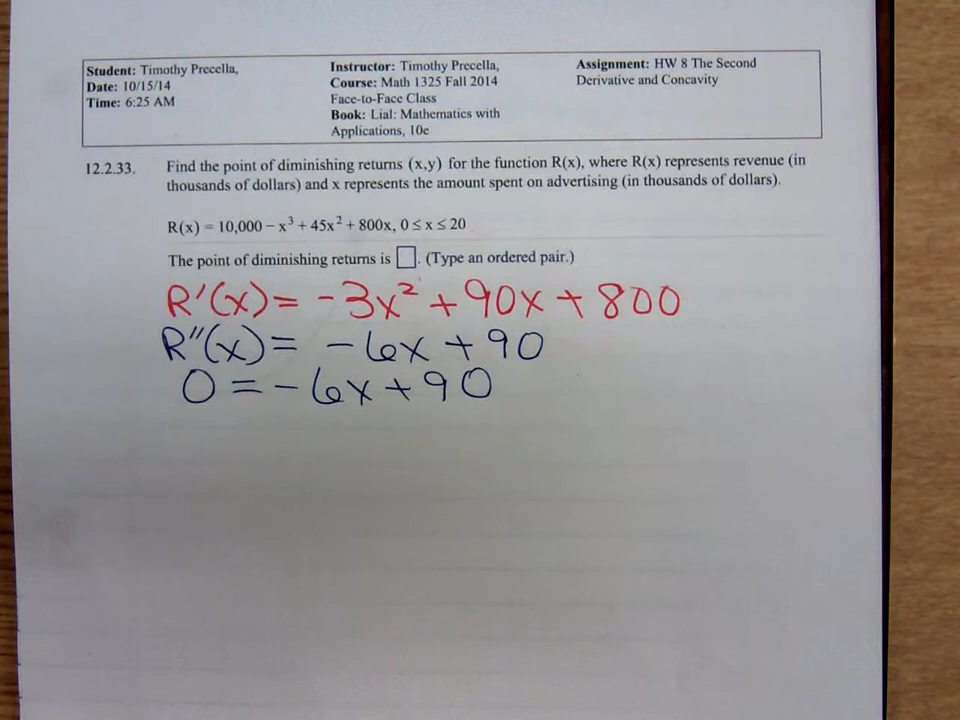 Student: Timothy Precella,
Date: 10/15/14
Time: 6:25 AM
Instructor: Timothy Precella,
Course: Math 1325 Fall 2014
Face-to-Face Class
Book: Lial: Mathematics with
Applications, 10e
Assignment: HW 8 The Second
Derivative and Concavity
12.2.33. Find the point of diminishing returns (x,y) for the function R(x), where R(x) represents revenue (in
thousands of dollars) and x represents the amount spent on advertising (in thousands of dollars).
R(x) = 10,000 − x³ + 45x² + 800x, 0 ≤ x ≤ 20
The point of diminishing returns is □. (Type an ordered pair.)
R'(x) = -3x² + 90x + 800
R''(x) = -6x + 90
0 = -6x + 90